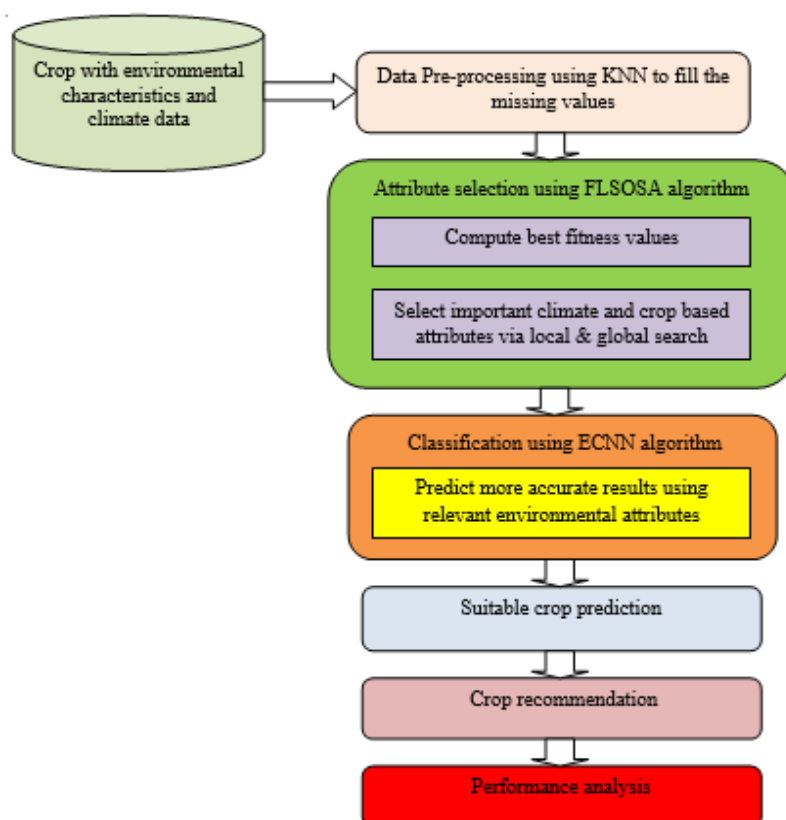 Crop with environmental
characteristics and
climate data
Data Pre-processing using KNN to fill the
missing values
Attribute selection using FLSOSA algorithm
Compute best fitness values
Select important climate and crop based
attributes via local & global search
Classification using ECNN algorithm
Predict more accurate results using
relevant environmental attributes
Suitable crop prediction
Crop recommendation
Performance analysis